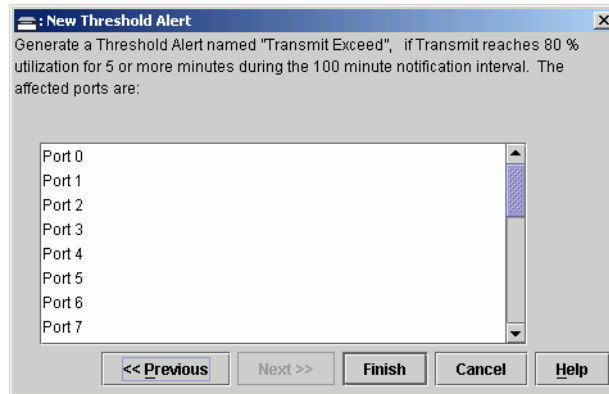 : New Threshold Alert
Generate a Threshold Alert named "Transmit Exceed", if Transmit reaches 80 %
utilization for 5 or more minutes during the 100 minute notification interval. The
affected ports are:
Port 0
Port 1
Port 2
Port 3
Port 4
Port 5
Port 6
Port 7
<< Previous Next >> Finish Cancel Help